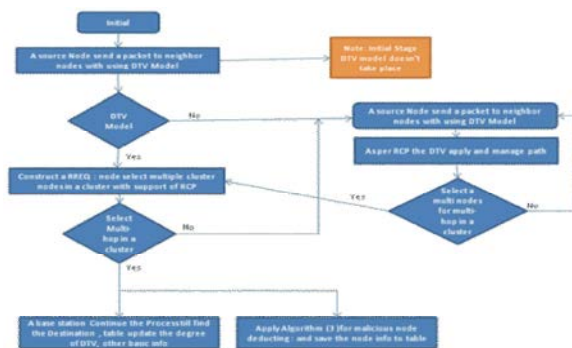 Initial
A source Node send a packet to neighbor
nodes with using DTV Model
Note: Initial Stage
DTV model doesn't
take place
DTV
Model
No
Yes
A source Node send a packet to neighbor
nodes with using DTV Model
As per RCP the DTV apply and manage path
Construct a RREQ : node select multiple cluster
nodes in a cluster with support of RCP
Select a
multi nodes
for multi-
hop in a
cluster
Yes
No
Select
Multi-
hop in a
cluster
No
Yes
A base station Continue the Process till find
the Destination , table update the degree
of DTV, other basic info
Apply Algorithm (3 )for malicious node
deducting : and save the node info to table